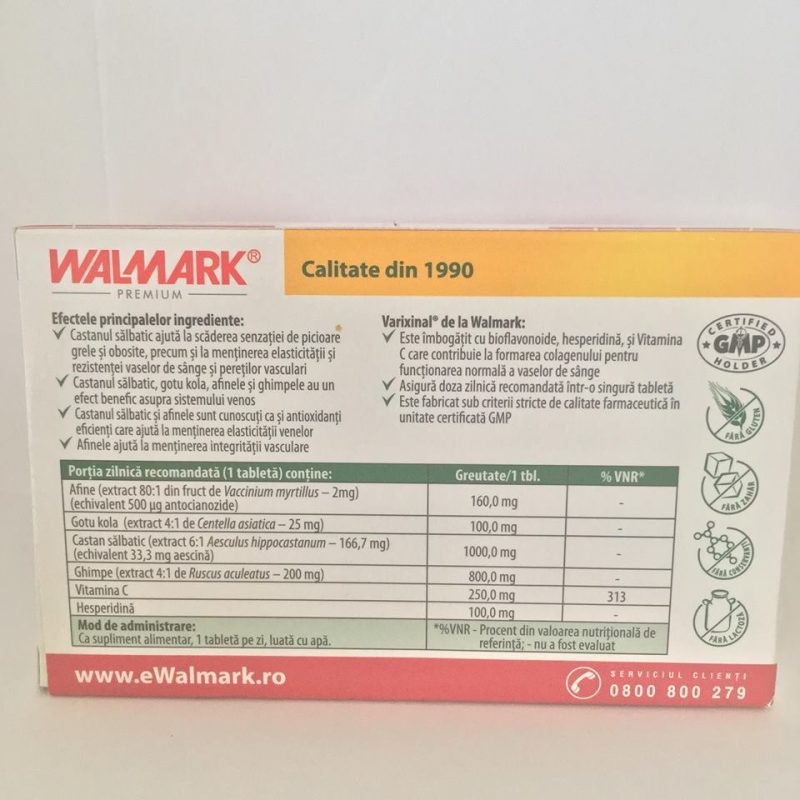 WALMARK®
PREMIUM
Calitate din 1990
Efectele principalelor ingrediente:
Castanul sălbatic ajută la scăderea senzației de picioare
grele și obosite, precum și la menținerea elasticității și
rezistenței vaselor de sânge și pereților vasculari
Castanul sălbatic, gotu kola, afinele și ghimpele au un
efect benefic asupra sistemului venos
Castanul sălbatic și afinele sunt cunoscuți ca și antioxidanți
eficienți care ajută la menținerea elasticității venelor
Afinele ajută la menținerea integrității vasculare
Varixinal® de la Walmark:
Este îmbogățit cu bioflavonoide, hesperidină, și Vitamina
C care contribuie la formarea colagenului pentru
funcționarea normală a vaselor de sânge
Asigură doza zilnică recomandată într-o singură tabletă
Este fabricat sub criterii stricte de calitate farmaceutică în
unitate certificată GMP
CERTIFIED
GMP
HOLDER
FĂRĂ GLUTEN
FĂRĂ ZAHĂR
FĂRĂ CONSERVANȚI
FĂRĂ LACTOZĂ
Porția zilnică recomandată (1 tabletă) conține: Greutate/1 tbl. % VNR*
Afine (extract 80:1 din fruct de Vaccinium myrtillus – 2mg)
(echivalent 500 µg antocianozide) 160,0 mg -
Gotu kola (extract 4:1 de Centella asiatica – 25 mg) 100,0 mg -
Castan sălbatic (extract 6:1 Aesculus hippocastanum – 166,7 mg)
(echivalent 33,3 mg aescină) 1000,0 mg -
Ghimpe (extract 4:1 de Ruscus aculeatus – 200 mg) 800,0 mg -
Vitamina C 250,0 mg 313
Hesperidină 100,0 mg -
Mod de administrare:
Ca supliment alimentar, 1 tabletă pe zi, luată cu apă.
*%VNR - Procent din valoarea nutrițională de
referință; - nu a fost evaluat
www.eWalmark.ro
SERVICIUL CLIENȚI
0800 800 279